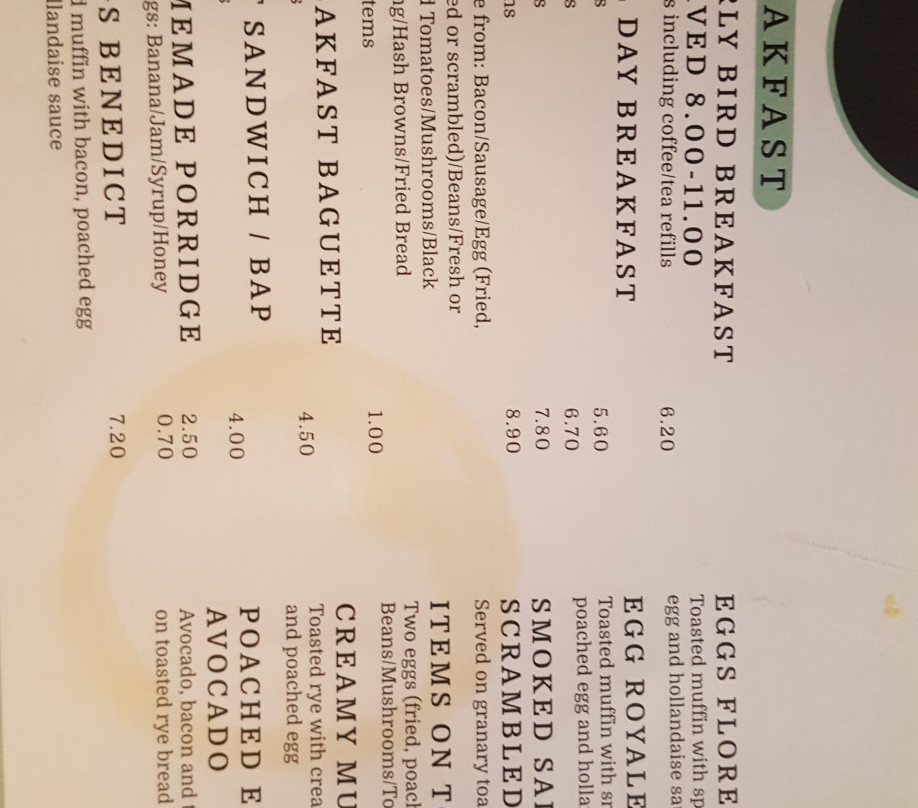 AKFAST
RLY BIRD BREAKFAST
VED 8.00-11.00
s including coffee/tea refills 6.20
DAY BREAKFAST
s 5.60
s 6.70
s 7.80
ns 8.90
e from: Bacon/Sausage/Egg (Fried,
ed or scrambled)/Beans/Fresh or
d Tomatoes/Mushrooms/Black
ng/Hash Browns/Fried Bread
tems 1.00
AKFAST BAGUETTE
s 4.50
T SANDWICH / BAP
s 4.00
MEMADE PORRIDGE 2.50
gs: Banana/Jam/Syrup/Honey 0.70
S BENEDICT 7.20
d muffin with bacon, poached egg
llandaise sauce
EGGS FLORE
Toasted muffin with sp
egg and hollandaise sa
EGG ROYALE
Toasted muffin with sm
poached egg and holla
SMOKED SAL
SCRAMBLED
Served on granary toa
ITEMS ON T
Two eggs (fried, poach
Beans/Mushrooms/To
CREAMY MU
Toasted rye with crea
and poached egg
POACHED E
AVOCADO
Avocado, bacon and t
on toasted rye bread